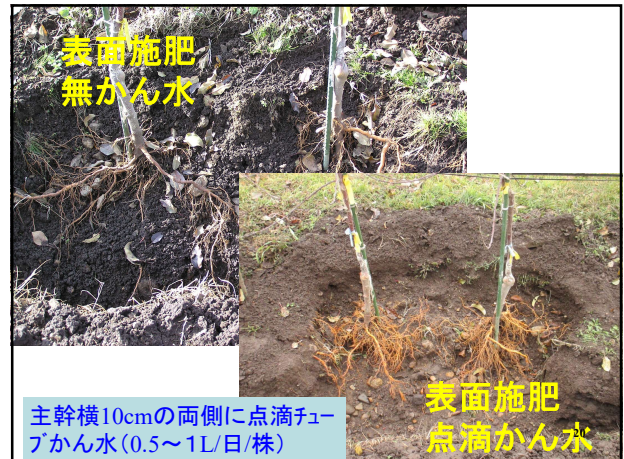 表面施肥
無かん水
主幹横10cmの両側に点滴チュー
ブかん水(0.5～1L/日/株)
表面施肥
点滴かん水